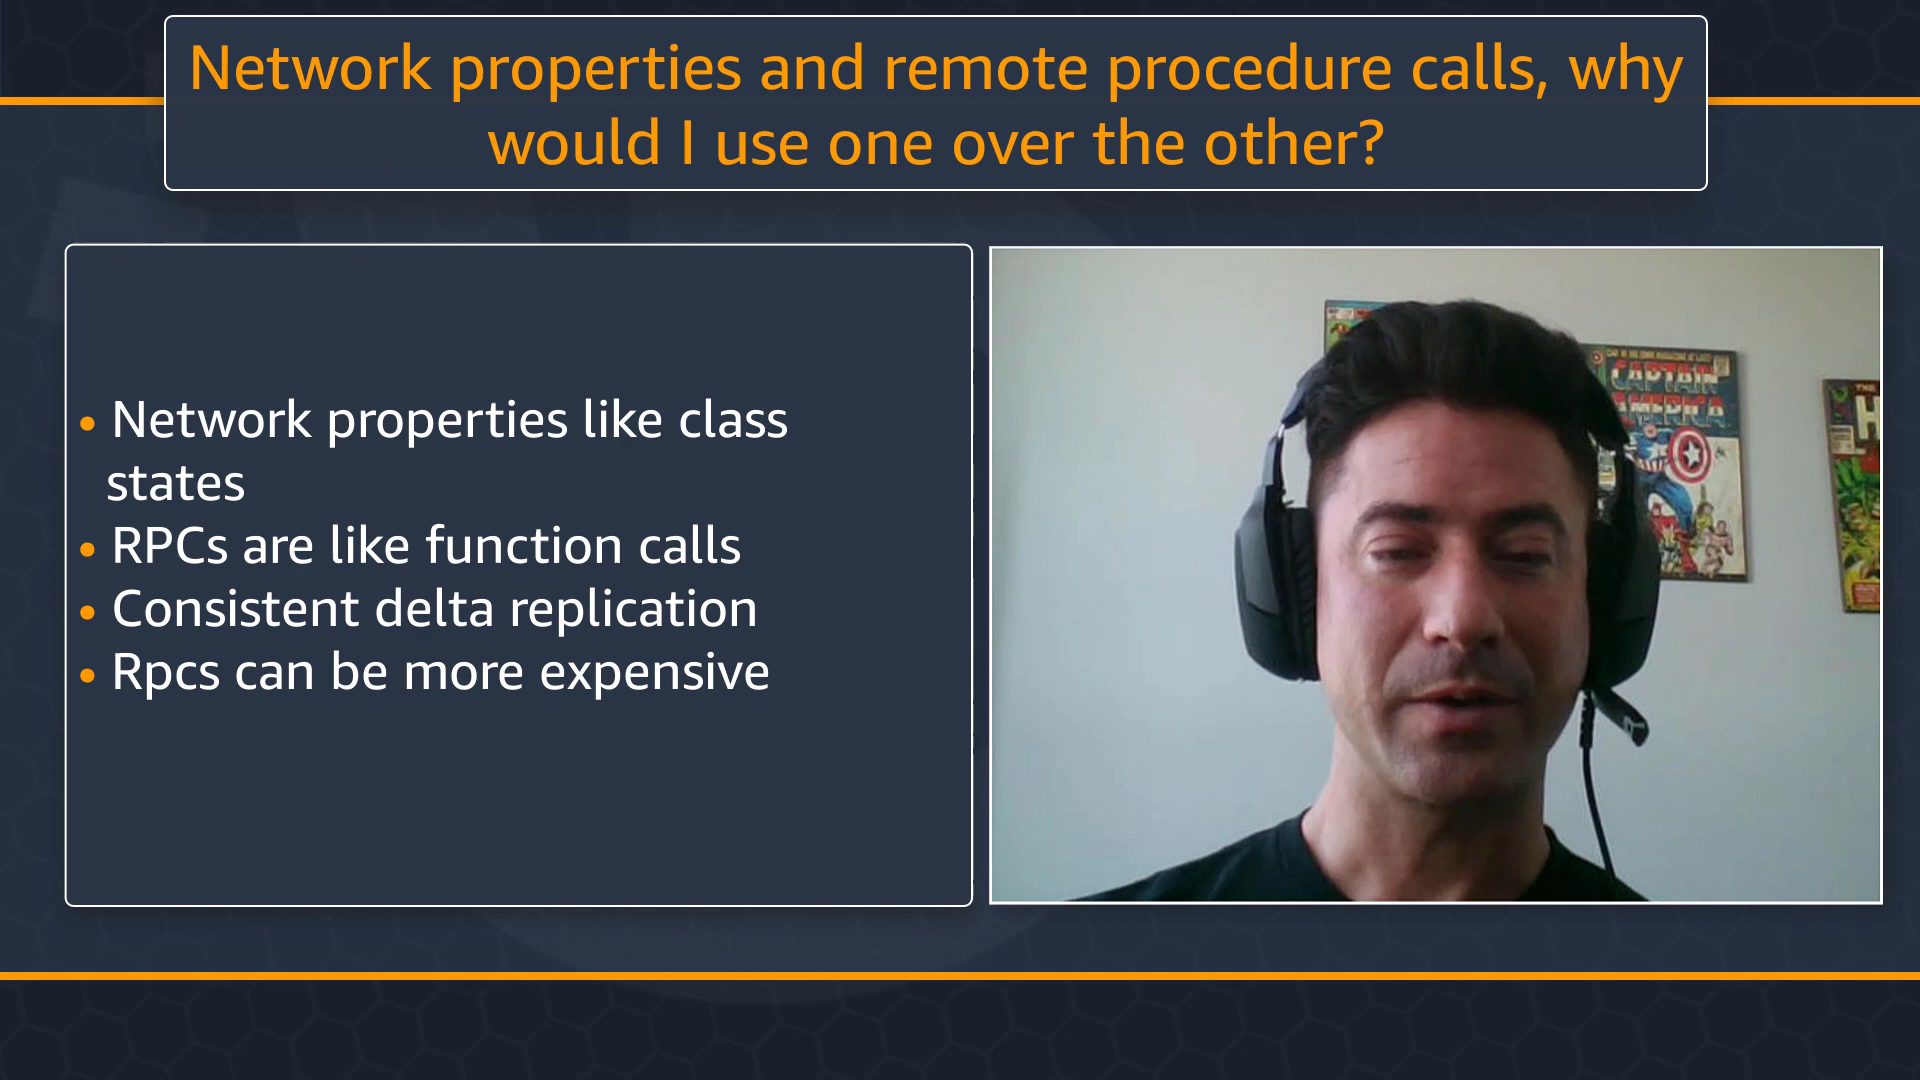 Network properties and remote procedure calls, why
would I use one over the other?
• Network properties like class
states
• RPCs are like function calls
• Consistent delta replication
• Rpcs can be more expensive
CAPTAIN
AMERICA
THE
H